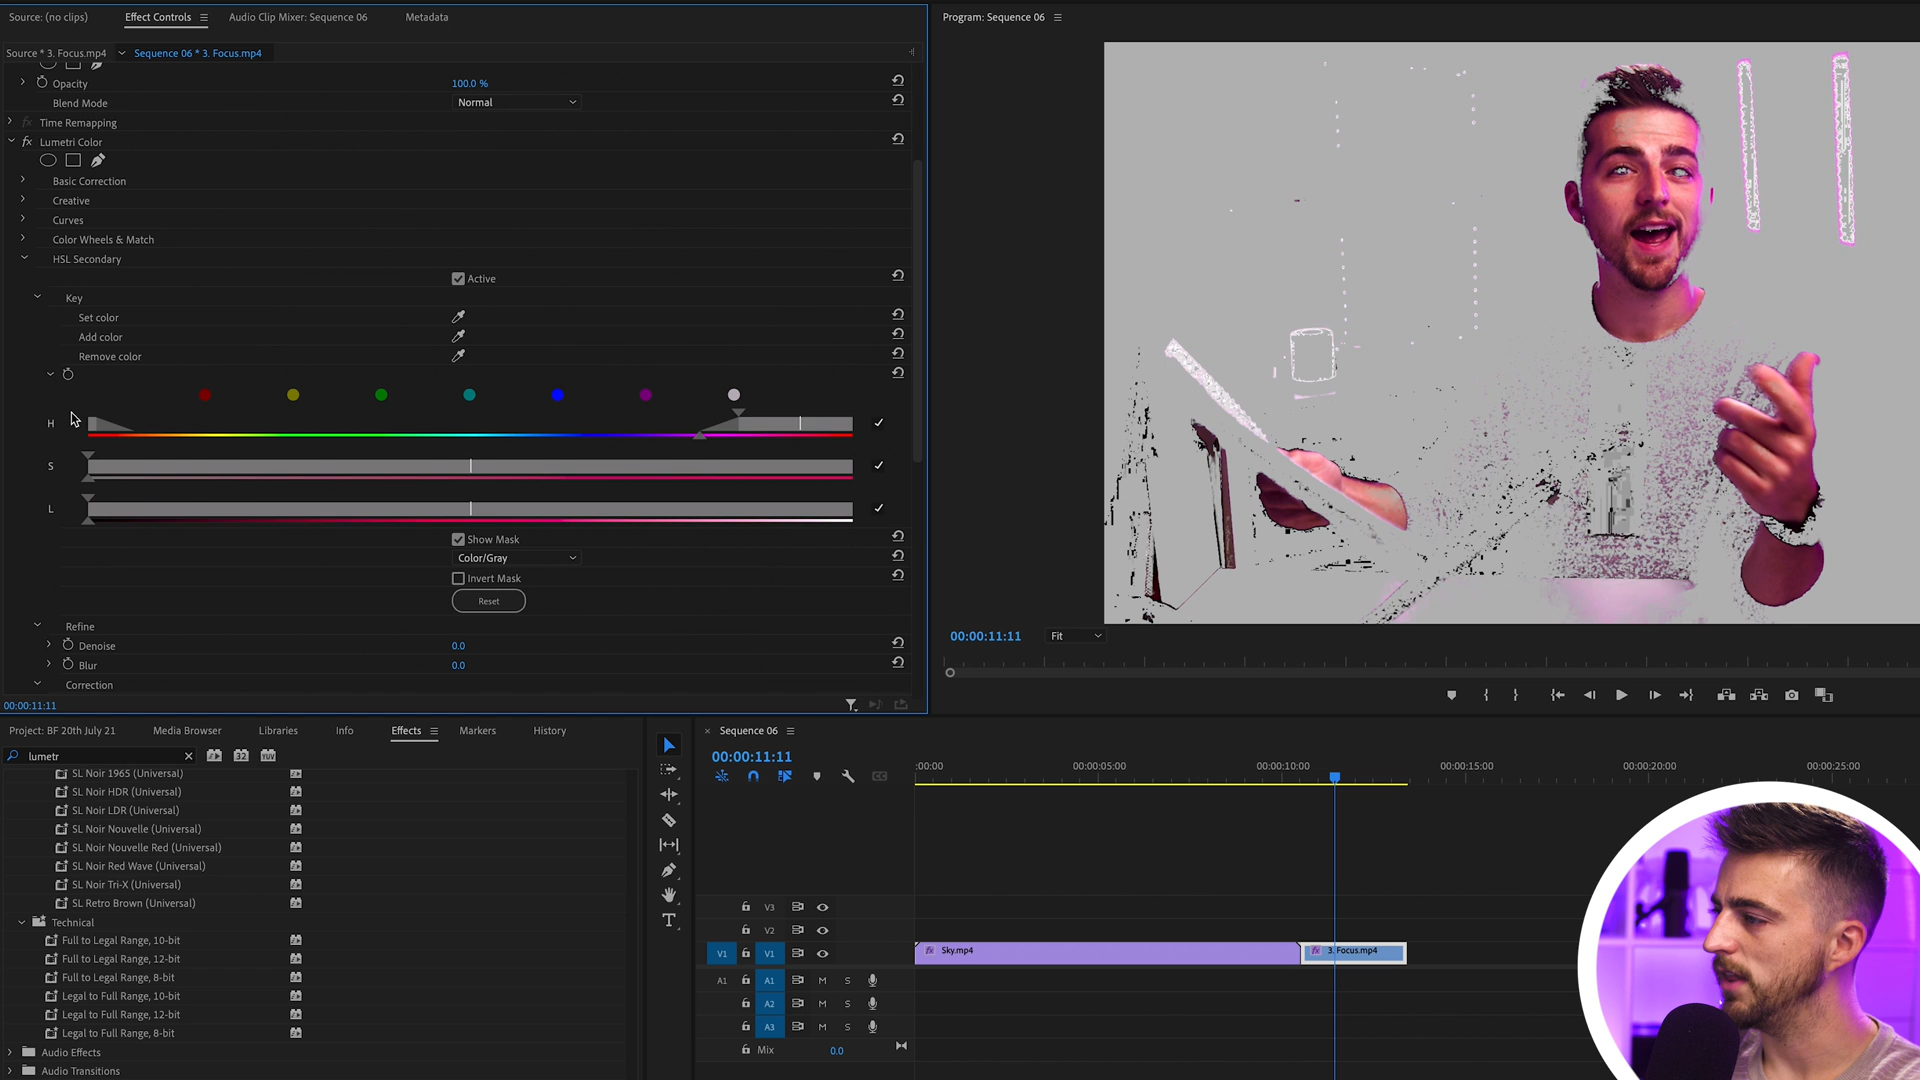 Source: (no clips)
Effect Controls
Audio Clip Mixer: Sequence 06
Metadata
Program: Sequence 06
Source * 3. Focus.mp4
Sequence 06 * 3. Focus.mp4
Opacity
100.0 %
Blend Mode
Normal
fx Time Remapping
fx Lumetri Color
Basic Correction
Creative
Curves
Color Wheels & Match
HSL Secondary
Active
Key
Set color
Add color
Remove color
H
S
L
Show Mask
Color/Gray
Invert Mask
Reset
Refine
Denoise
0.0
Blur
0.0
Correction
00:00:11:11
00:00:11:11
Fit
Project: BF 20th July 21
Media Browser
Libraries
Info
Effects
Markers
History
lumetr
32
YUV
SL Noir 1965 (Universal)
SL Noir HDR (Universal)
SL Noir LDR (Universal)
SL Noir Nouvelle (Universal)
SL Noir Nouvelle Red (Universal)
SL Noir Red Wave (Universal)
SL Noir Tri-X (Universal)
SL Retro Brown (Universal)
Technical
Full to Legal Range, 10-bit
Full to Legal Range, 12-bit
Full to Legal Range, 8-bit
Legal to Full Range, 10-bit
Legal to Full Range, 12-bit
Legal to Full Range, 8-bit
Audio Effects
Audio Transitions
Sequence 06
00:00:11:11
:00:00
00:00:05:00
00:00:10:00
00:00:15:00
00:00:20:00
00:00:25:00
V3
V2
V1 V1
fx Sky.mp4
fx 3. Focus.mp4
A1 A1 M S
A2 M S
A3 M S
Mix 0.0